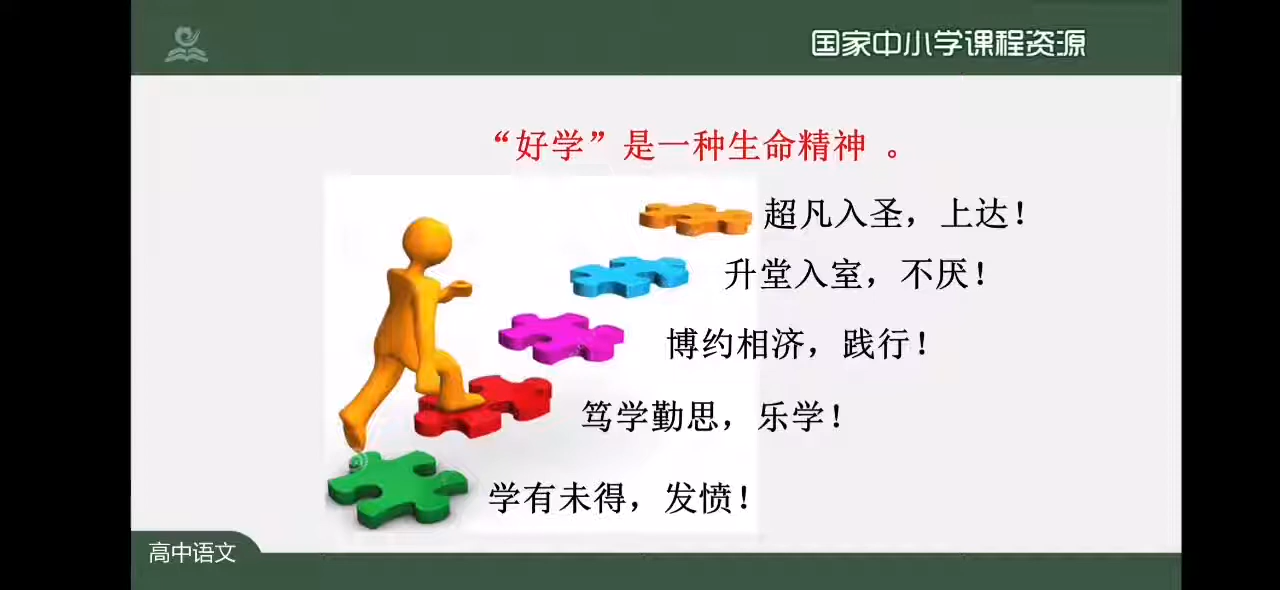 国家中小学课程资源
“好学”是一种生命精神 。
超凡入圣，上达！
升堂入室，不厌！
博约相济，践行！
笃学勤思，乐学！
学有未得，发愤！
高中语文